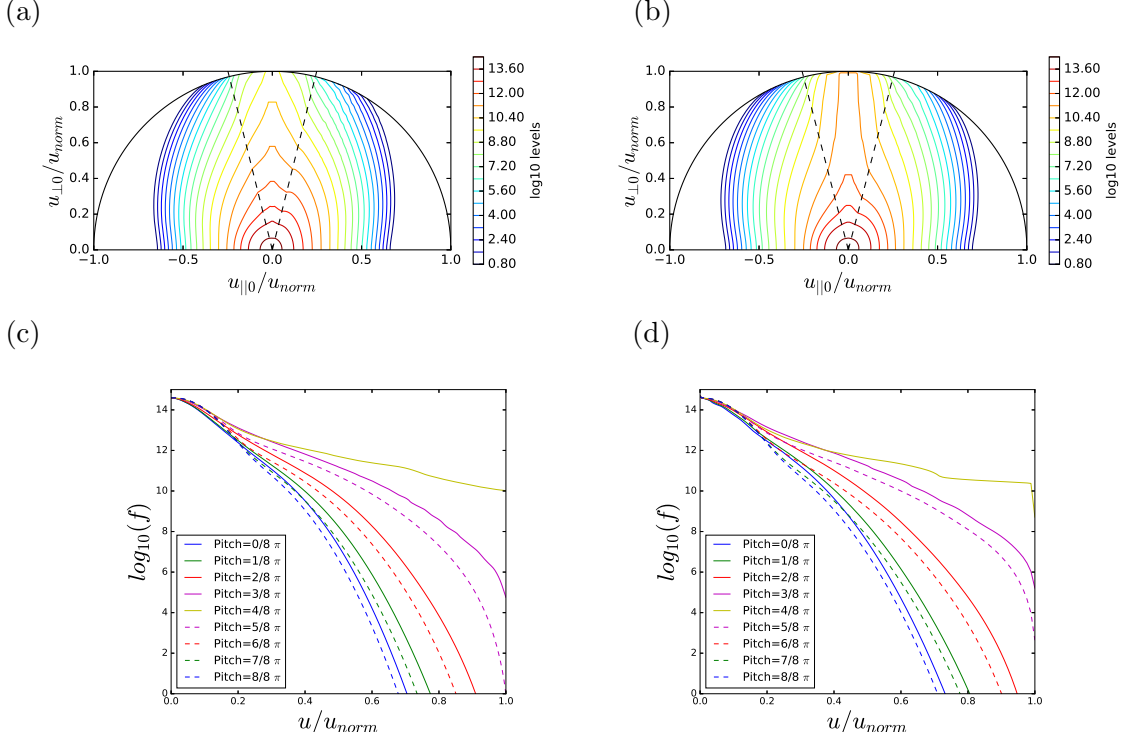 (a)
(b)
1.0
0.8
0.6
0.4
0.2
0.0
u⊥0/unorm
−1.0
−0.5
0.0
0.5
1.0
u||0/unorm
13.60
12.00
10.40
8.80
7.20
5.60
4.00
2.40
0.80
log10 levels
1.0
0.8
0.6
0.4
0.2
0.0
u⊥0/unorm
−1.0
−0.5
0.0
0.5
1.0
u||0/unorm
13.60
12.00
10.40
8.80
7.20
5.60
4.00
2.40
0.80
log10 levels
(c)
(d)
14
12
10
8
6
4
2
0
log10(f)
Pitch=0/8 π
Pitch=1/8 π
Pitch=2/8 π
Pitch=3/8 π
Pitch=4/8 π
Pitch=5/8 π
Pitch=6/8 π
Pitch=7/8 π
Pitch=8/8 π
0.0
0.2
0.4
0.6
0.8
1.0
u/unorm
14
12
10
8
6
4
2
0
log10(f)
Pitch=0/8 π
Pitch=1/8 π
Pitch=2/8 π
Pitch=3/8 π
Pitch=4/8 π
Pitch=5/8 π
Pitch=6/8 π
Pitch=7/8 π
Pitch=8/8 π
0.0
0.2
0.4
0.6
0.8
1.0
u/unorm